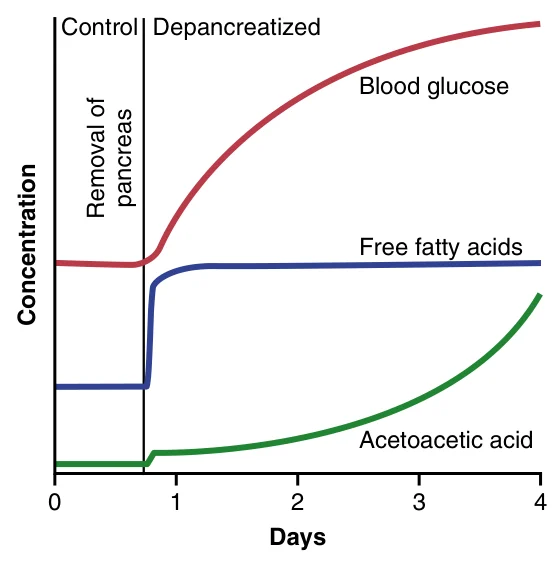 Control
Depancreatized
Removal of
pancreas
Blood glucose
Free fatty acids
Acetoacetic acid
Concentration
0 1 2 3 4
Days